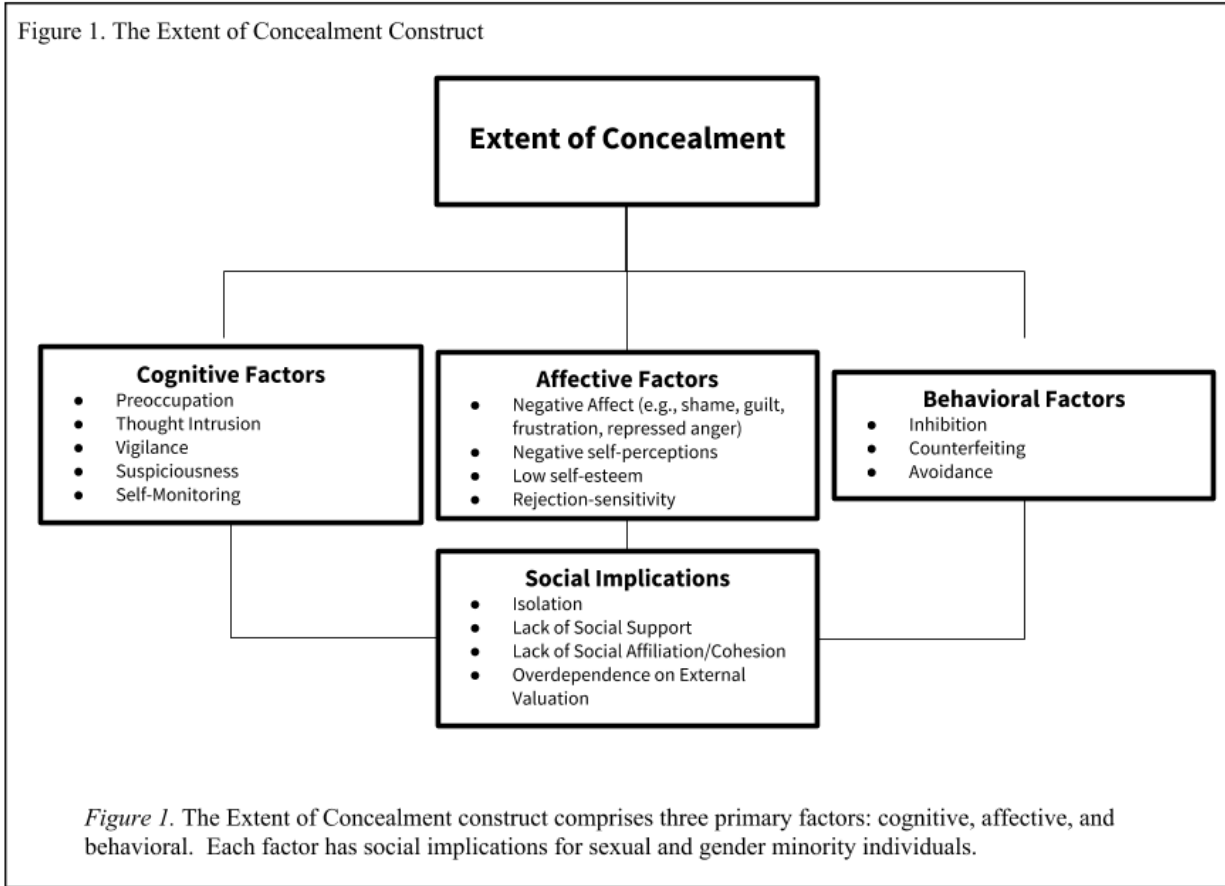 Figure 1. The Extent of Concealment Construct
Extent of Concealment
Cognitive Factors
● Preoccupation
● Thought Intrusion
● Vigilance
● Suspiciousness
● Self-Monitoring
Affective Factors
● Negative Affect (e.g., shame, guilt,
frustration, repressed anger)
● Negative self-perceptions
● Low self-esteem
● Rejection-sensitivity
Behavioral Factors
● Inhibition
● Counterfeiting
● Avoidance
Social Implications
● Isolation
● Lack of Social Support
● Lack of Social Affiliation/Cohesion
● Overdependence on External
Valuation
Figure 1. The Extent of Concealment construct comprises three primary factors: cognitive, affective, and
behavioral.  Each factor has social implications for sexual and gender minority individuals.